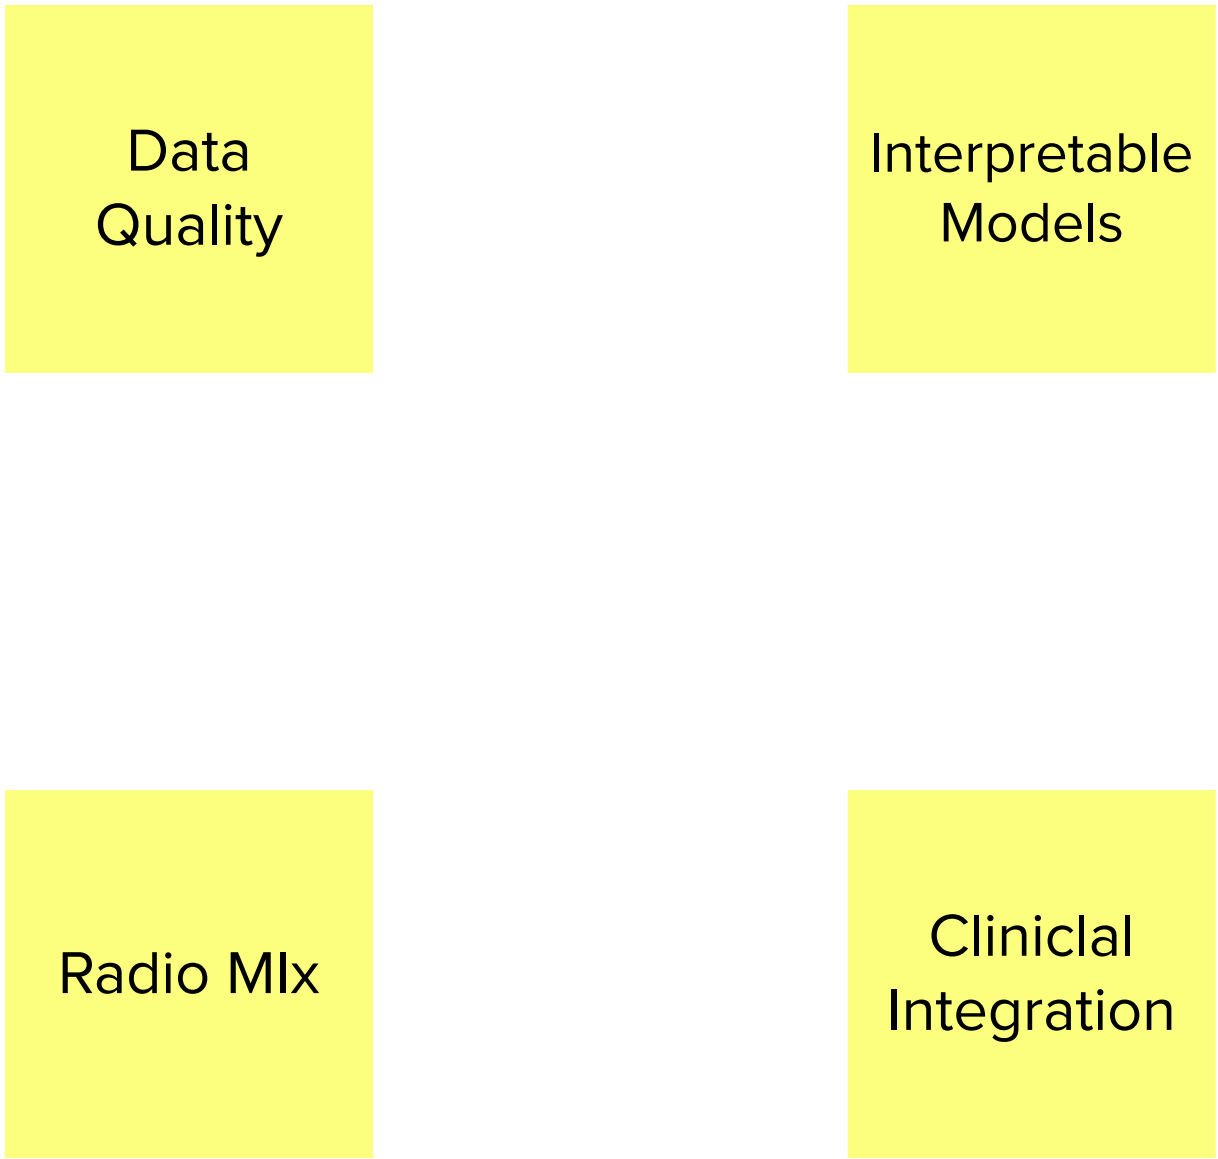 Data
Quality
Interpretable
Models
Radio MIx
Cliniclal
Integration